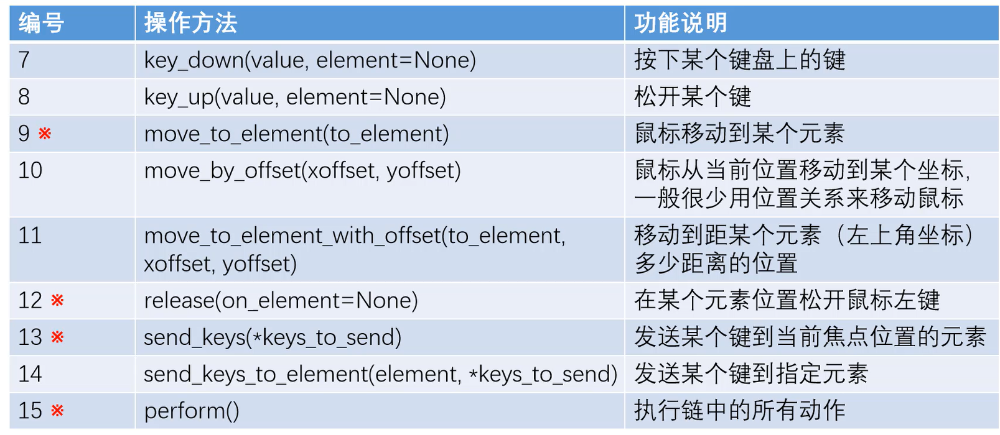 编号 操作方法 功能说明
7 key_down(value, element=None) 按下某个键盘上的键
8 key_up(value, element=None) 松开某个键
9 ※ move_to_element(to_element) 鼠标移动到某个元素
10 move_by_offset(xoffset, yoffset) 鼠标从当前位置移动到某个坐标,
一般很少用位置关系来移动鼠标
11 move_to_element_with_offset(to_element, 移动到距某个元素（左上角坐标）
xoffset, yoffset) 多少距离的位置
12 ※ release(on_element=None) 在某个元素位置松开鼠标左键
13 ※ send_keys(*keys_to_send) 发送某个键到当前焦点位置的元素
14 send_keys_to_element(element, *keys_to_send) 发送某个键到指定元素
15 ※ perform() 执行链中的所有动作